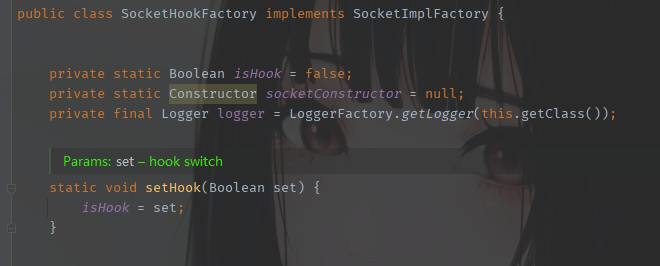 public class SocketHookFactory implements SocketImplFactory {
private static Boolean isHook = false;
private static Constructor socketConstructor = null;
private final Logger logger = LoggerFactory.getLogger(this.getClass());
Params: set – hook switch
static void setHook(Boolean set) {
isHook = set;
}